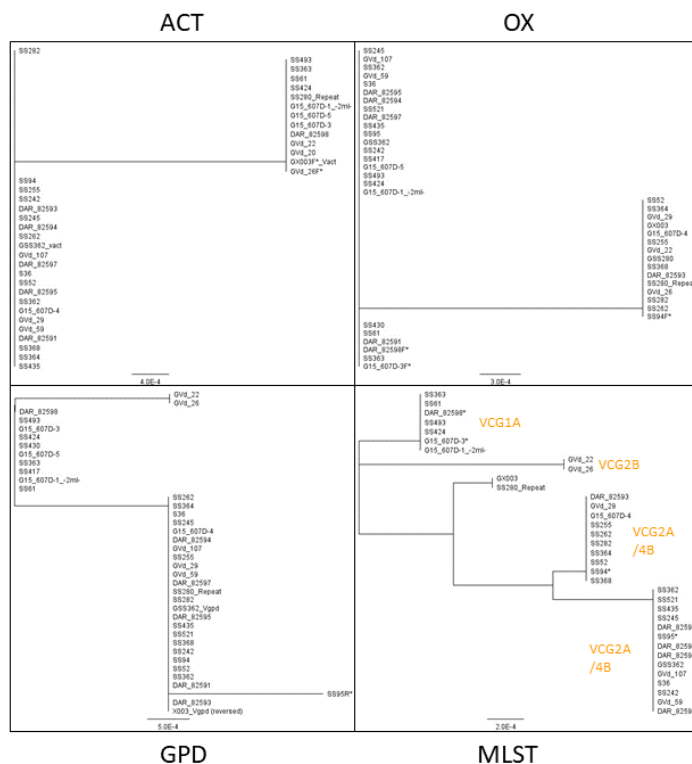 ACT
OX
SS282
SS493
SS363
SS61
SS424
SS280_Repeat
G15_607D-1_-2ml-
G15_607D-5
G15_607D-3
DAR_82598
GVd_22
GVd_20
GX003F*_Vact
GVd_26F*
SS94
SS255
SS242
DAR_82593
SS245
DAR_82594
SS262
GSS362_vact
GVd_107
DAR_82597
S36
SS52
DAR_82595
SS362
G15_607D-4
GVd_29
GVd_59
DAR_82591
SS368
SS364
SS435
4.0E-4
SS245
GVd_107
SS362
GVd_59
S36
DAR_82595
DAR_82594
SS521
DAR_82597
SS435
SS95
GSS362
SS242
SS417
G15_607D-5
SS493
SS424
G15_607D-1_-2ml-
SS52
SS364
GVd_29
GX003
G15_607D-4
SS255
GVd_22
GSS280
SS368
DAR_82593
SS280_Repeat
GVd_26
SS282
SS262
SS94F*
SS430
SS61
DAR_82591
DAR_82598F*
SS363
G15_607D-3F*
3.0E-4
GVd_22
GVd_26
DAR_82598
SS493
G15_607D-3
SS424
SS430
G15_607D-5
SS363
SS417
G15_607D-1_-2ml-
SS61
SS262
SS364
S36
SS245
G15_607D-4
DAR_82594
GVd_107
SS255
GVd_29
GVd_59
DAR_82597
SS280_Repeat
SS282
GSS362_Vgpd
DAR_82595
SS435
SS521
SS368
SS242
SS94
SS52
SS362
DAR_82591
SS95R*
DAR_82593
X003_Vgpd (reversed)
5.0E-4
SS363
SS61
DAR_82598*
SS493
SS424
G15_607D-3*
G15_607D-1_-2ml-
VCG1A
GVd_22
GVd_26
VCG2B
GX003
SS280_Repeat
DAR_82593
GVd_29
G15_607D-4
SS255
SS262
SS282
SS364
SS52
SS94*
SS368
VCG2A
/4B
SS362
SS521
SS435
SS245
DAR_8259
SS95*
DAR_8259
DAR_8259
GSS362
GVd_107
S36
SS242
GVd_59
DAR_8259
VCG2A
/4B
2.0E-4
GPD
MLST